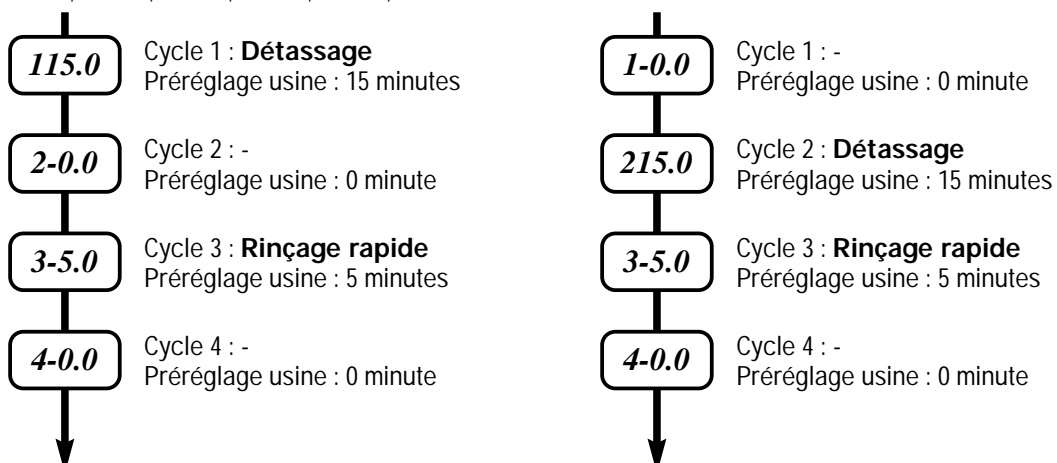 115.0
Cycle 1 : Détassage
Préréglage usine : 15 minutes
2-0.0
Cycle 2 : -
Préréglage usine : 0 minute
3-5.0
Cycle 3 : Rinçage rapide
Préréglage usine : 5 minutes
4-0.0
Cycle 4 : -
Préréglage usine : 0 minute
1-0.0
Cycle 1 : -
Préréglage usine : 0 minute
215.0
Cycle 2 : Détassage
Préréglage usine : 15 minutes
3-5.0
Cycle 3 : Rinçage rapide
Préréglage usine : 5 minutes
4-0.0
Cycle 4 : -
Préréglage usine : 0 minute